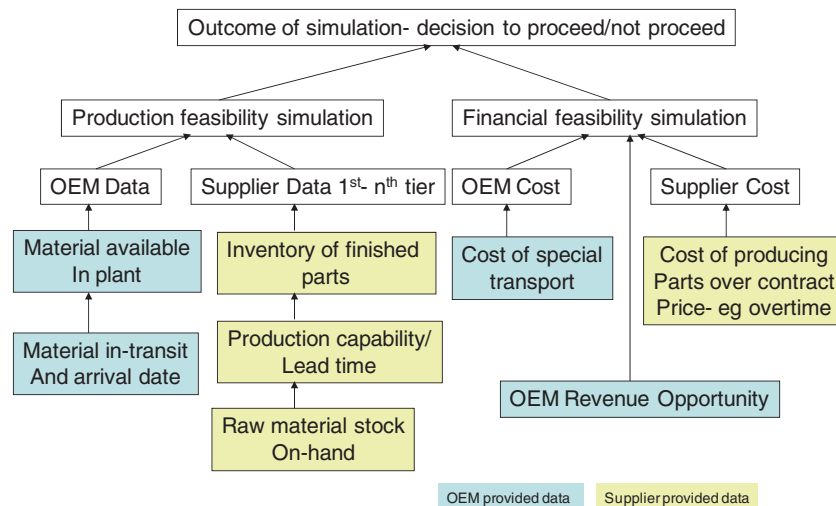 Outcome of simulation- decision to proceed/not proceed
Production feasibility simulation
Financial feasibility simulation
OEM Data
Supplier Data 1st- nth tier
OEM Cost
Supplier Cost
Material available
In plant
Inventory of finished
parts
Cost of special
transport
Cost of producing
Parts over contract
Price- eg overtime
Material in-transit
And arrival date
Production capability/
Lead time
OEM Revenue Opportunity
Raw material stock
On-hand
OEM provided data
Supplier provided data